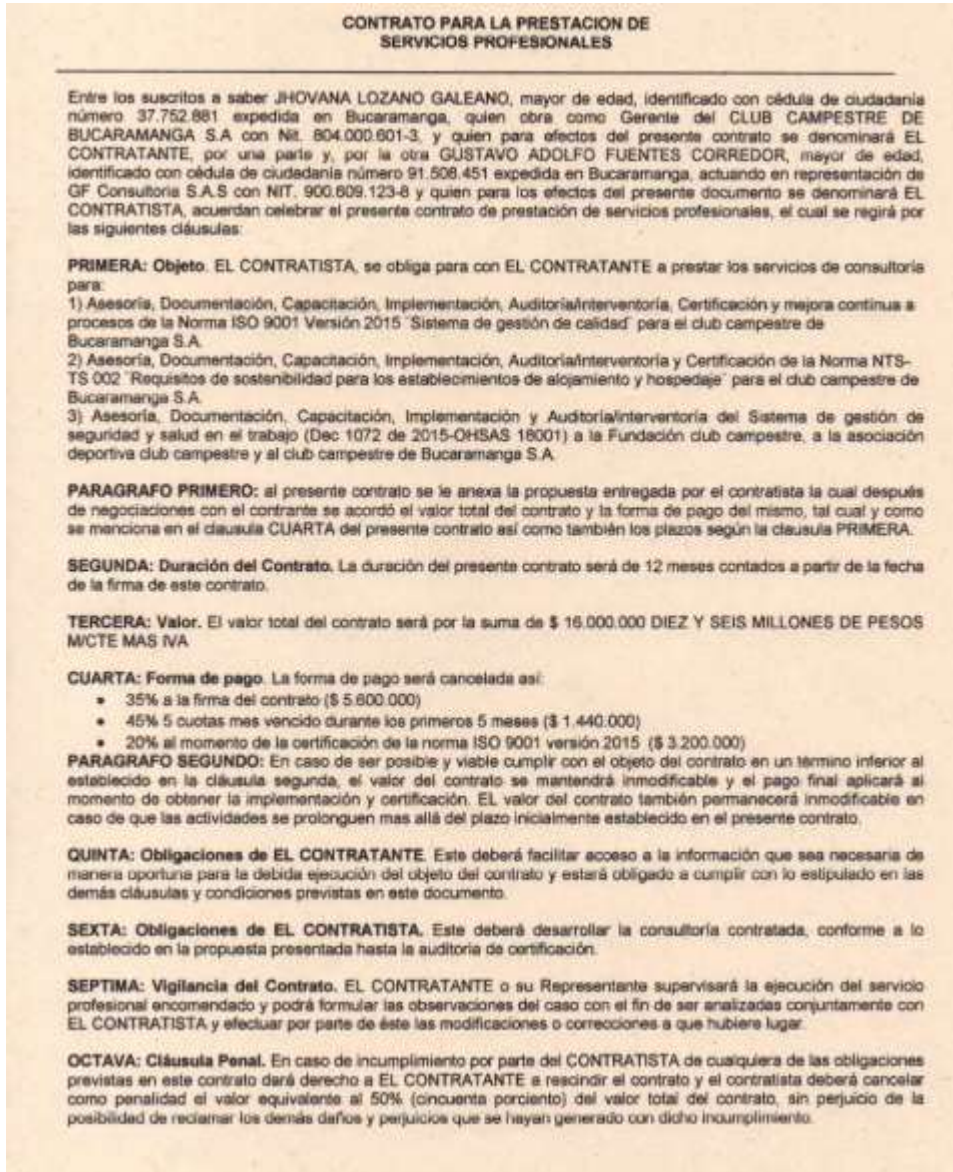 CONTRATO PARA LA PRESTACION DE
SERVICIOS PROFESIONALES
Entre los suscritos a saber JHOVANA LOZANO GALEANO, mayor de edad, identificado con cédula de ciudadanía
número 37.752.881 expedida en Bucaramanga, quien obra como Gerente del CLUB CAMPESTRE DE
BUCARAMANGA S.A con Nit. 804.000.601-3, y quien para efectos del presente contrato se denominará EL
CONTRATANTE, por una parte y, por la otra GUSTAVO ADOLFO FUENTES CORREDOR, mayor de edad,
identificado con cédula de ciudadanía número 91.508.451 expedida en Bucaramanga, actuando en representación de
GF Consultoria S.A.S con NIT. 900.609.123-8 y quien para los efectos del presente documento se denominará EL
CONTRATISTA, acuerdan celebrar el presente contrato de prestación de servicios profesionales, el cual se regirá por
las siguientes cláusulas:
PRIMERA: Objeto. EL CONTRATISTA, se obliga para con EL CONTRATANTE a prestar los servicios de consultoría
para:
1) Asesoría, Documentación, Capacitación, Implementación, Auditoría/interventoría, Certificación y mejora continua a
procesos de la Norma ISO 9001 Versión 2015 ¨Sistema de gestión de calidad¨ para el club campestre de
Bucaramanga S.A.
2) Asesoría, Documentación, Capacitación, Implementación, Auditoría/interventoría y Certificación de la Norma NTS-
TS 002 ¨Requisitos de sostenibilidad para los establecimientos de alojamiento y hospedaje¨ para el club campestre de
Bucaramanga S.A.
3) Asesoría, Documentación, Capacitación, Implementación y Auditoría/interventoría del Sistema de gestión de
seguridad y salud en el trabajo (Dec 1072 de 2015-OHSAS 18001) a la Fundación club campestre, a la asociación
deportiva club campestre y al club campestre de Bucaramanga S.A.
PARAGRAFO PRIMERO: al presente contrato se le anexa la propuesta entregada por el contratista la cual después
de negociaciones con el contrante se acordó el valor total del contrato y la forma de pago del mismo, tal cual y como
se menciona en el clausula CUARTA del presente contrato así como también los plazos según la clausula PRIMERA.
SEGUNDA: Duración del Contrato. La duración del presente contrato será de 12 meses contados a partir de la fecha
de la firma de este contrato.
TERCERA: Valor. El valor total del contrato será por la suma de $ 16.000.000 DIEZ Y SEIS MILLONES DE PESOS
M/CTE MAS IVA
CUARTA: Forma de pago. La forma de pago será cancelada así:
• 35% a la firma del contrato ($ 5.600.000)
• 45% 5 cuotas mes vencido durante los primeros 5 meses ($ 1.440.000)
• 20% al momento de la certificación de la norma ISO 9001 versión 2015 ($ 3.200.000)
PARAGRAFO SEGUNDO: En caso de ser posible y viable cumplir con el objeto del contrato en un término inferior al
establecido en la cláusula segunda, el valor del contrato se mantendrá inmodificable y el pago final aplicará al
momento de obtener la implementación y certificación. EL valor del contrato también permanecerá inmodificable en
caso de que las actividades se prolonguen mas allá del plazo inicialmente establecido en el presente contrato.
QUINTA: Obligaciones de EL CONTRATANTE. Este deberá facilitar acceso a la información que sea necesaria de
manera oportuna para la debida ejecución del objeto del contrato y estará obligado a cumplir con lo estipulado en las
demás cláusulas y condiciones previstas en este documento.
SEXTA: Obligaciones de EL CONTRATISTA. Este deberá desarrollar la consultoría contratada, conforme a lo
establecido en la propuesta presentada hasta la auditoria de certificación.
SEPTIMA: Vigilancia del Contrato. EL CONTRATANTE o su Representante supervisará la ejecución del servicio
profesional encomendado y podrá formular las observaciones del caso con el fin de ser analizadas conjuntamente con
EL CONTRATISTA y efectuar por parte de éste las modificaciones o correcciones a que hubiere lugar.
OCTAVA: Cláusula Penal. En caso de incumplimiento por parte del CONTRATISTA de cualquiera de las obligaciones
previstas en este contrato dará derecho a EL CONTRATANTE a rescindir el contrato y el contratista deberá cancelar
como penalidad el valor equivalente al 50% (cincuenta porciento) del valor total del contrato, sin perjuicio de la
posibilidad de reclamar los demás daños y perjuicios que se hayan generado con dicho incumplimiento.